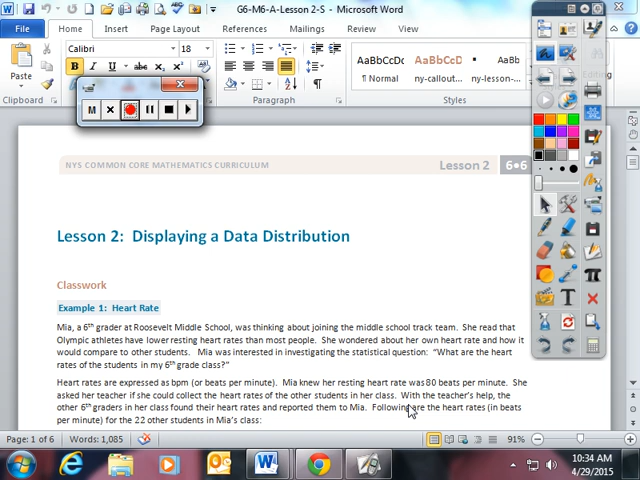 G6-M6-A-Lesson 2-S - Microsoft Word
File Home Insert Page Layout References Mailings Review
Calibri 18
Paste
B I U abc x₂ x²
AaBbCcDc AaBbCcD AaBbCcD
¶ Normal ny-callout... ny-lesson-...
Editing
Clipboard Paragraph Styles
M
NYS COMMON CORE MATHEMATICS CURRICULUM Lesson 2 6•6
Lesson 2: Displaying a Data Distribution
Classwork
Example 1: Heart Rate
Mia, a 6th grader at Roosevelt Middle School, was thinking about joining the middle school track team. She read that
Olympic athletes have lower resting heart rates than most people. She wondered about her own heart rate and how it
would compare to other students. Mia was interested in investigating the statistical question: “What are the heart
rates of the students in my 6th grade class?”
Heart rates are expressed as bpm (or beats per minute). Mia knew her resting heart rate was 80 beats per minute. She
asked her teacher if she could collect the heart rates of the other students in her class. With the teacher’s help, the
other 6th graders in her class found their heart rates and reported them to Mia. Following are the heart rates (in beats
per minute) for the 22 other students in Mia’s class:
Page: 1 of 6 Words: 1,085 91%
10:34 AM
4/29/2015